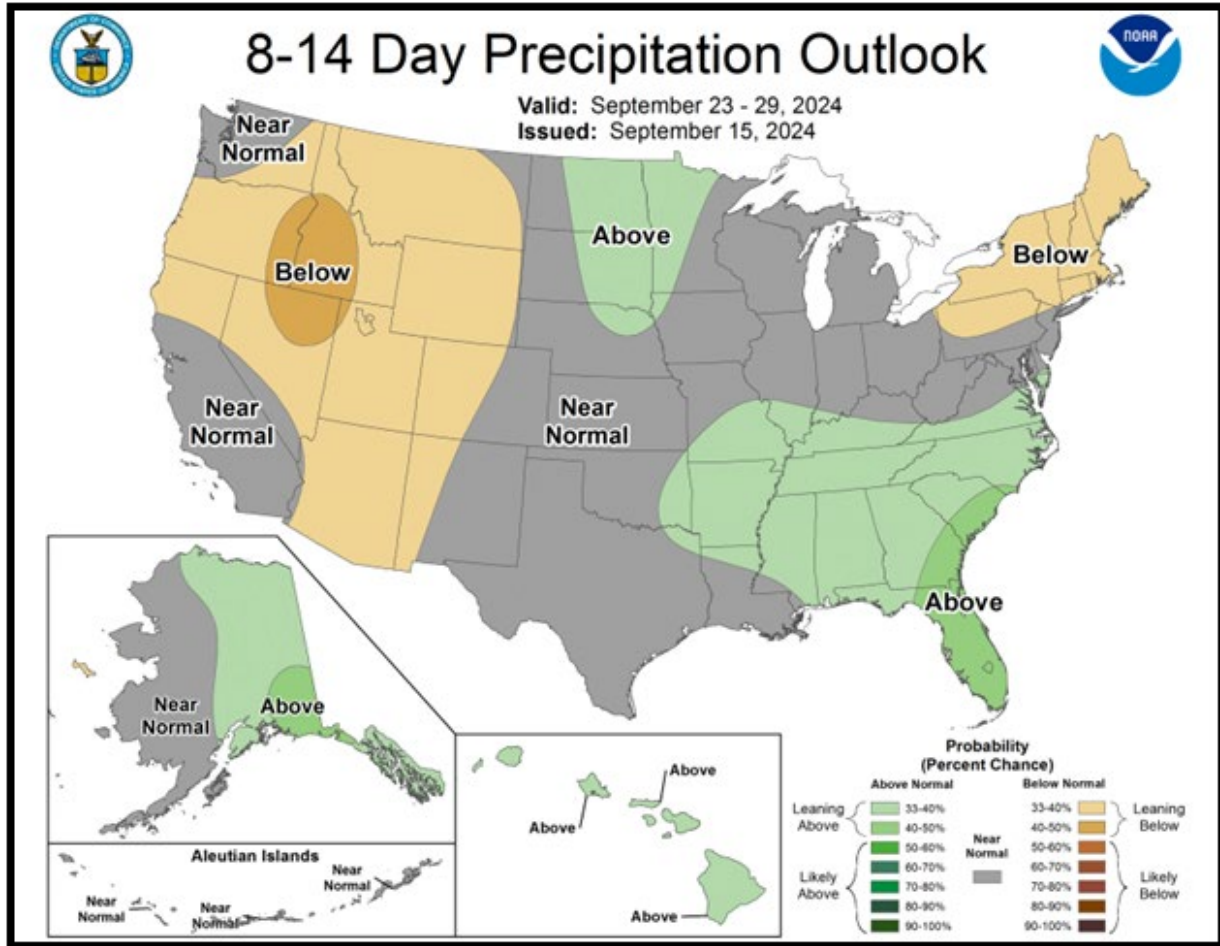 8-14 Day Precipitation Outlook
NOAA
Valid: September 23 - 29, 2024
Issued: September 15, 2024
Near
Normal
Above
Below
Below
Near
Normal
Near
Normal
Above
Near
Normal
Above
Aleutian Islands
Near
Normal
Near
Normal
Near
Normal
Above
Above
Above
Probability
(Percent Chance)
Above Normal
Below Normal
Leaning
Above
33-40%
40-50%
Likely
Above
50-60%
60-70%
70-80%
80-90%
90-100%
Near
Normal
33-40%
40-50%
Leaning
Below
50-60%
60-70%
70-80%
80-90%
90-100%
Likely
Below